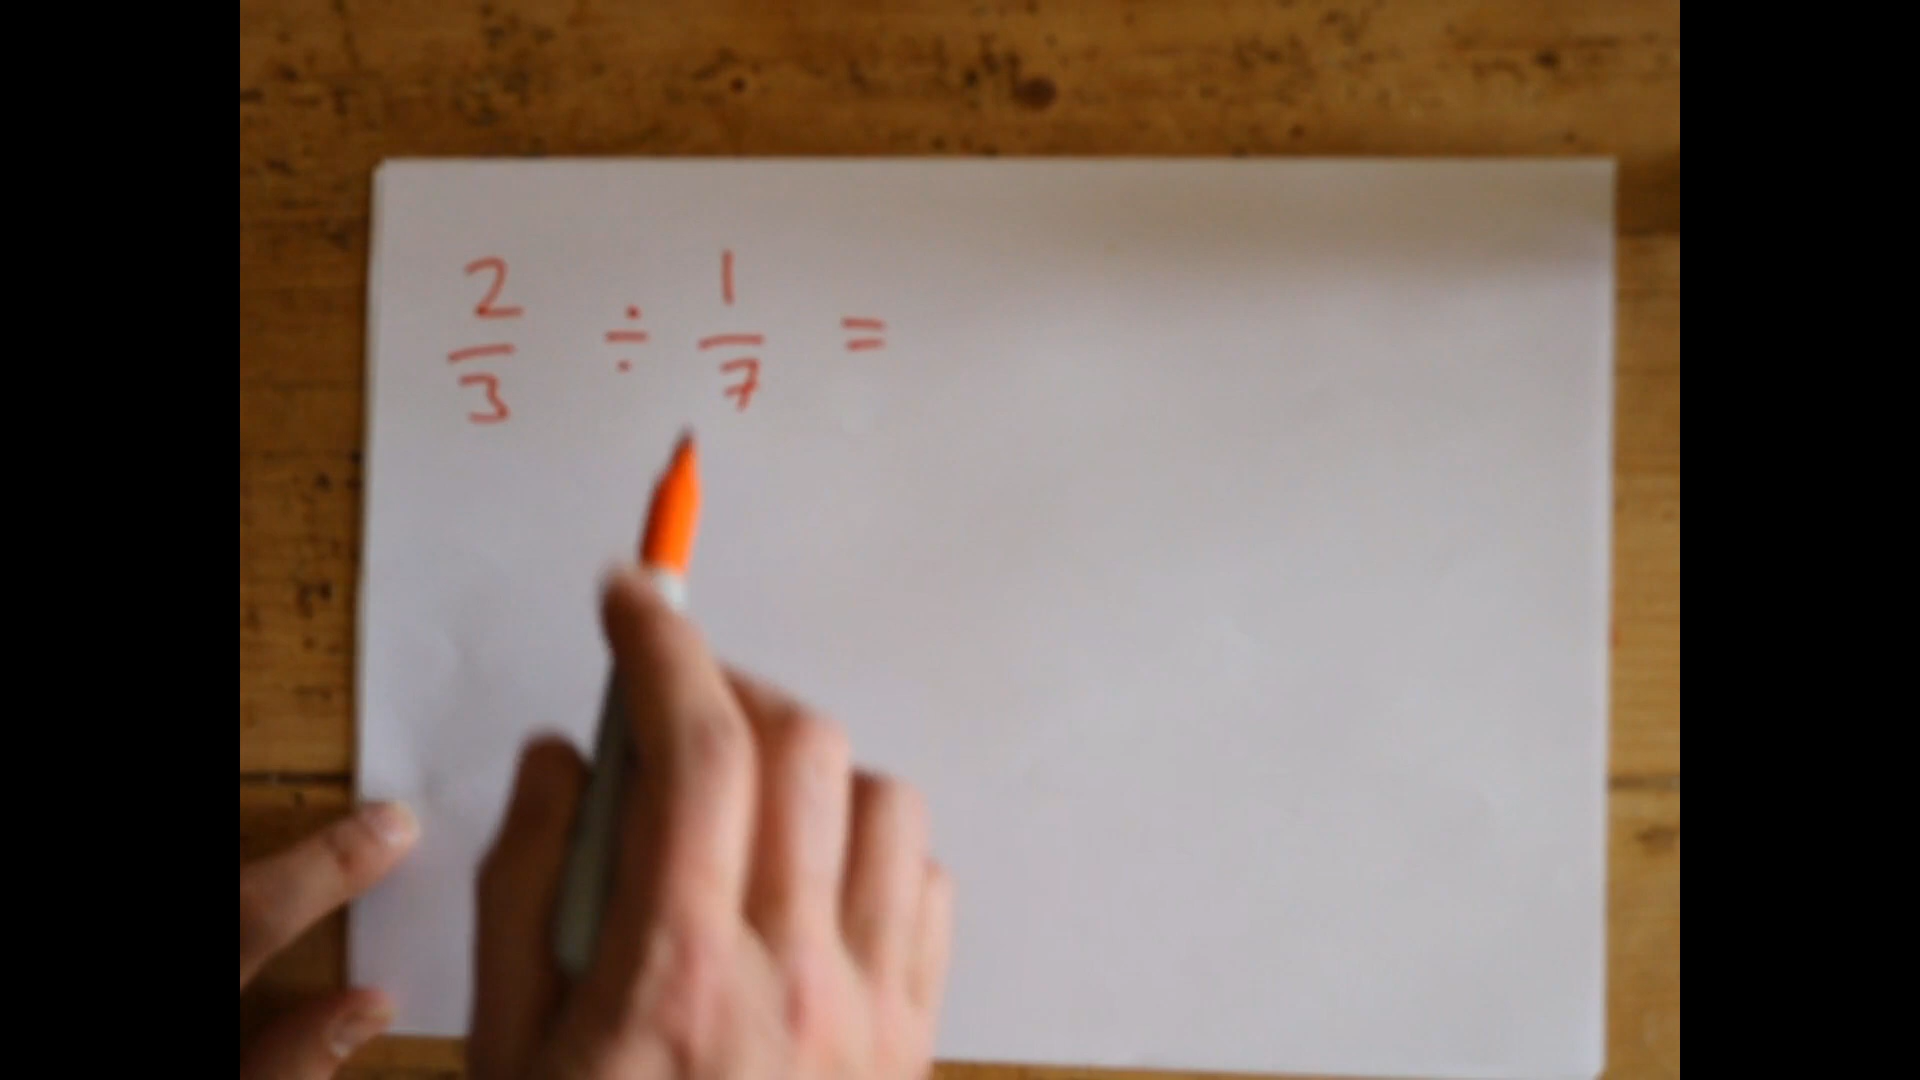 2/3 ÷ 1/7 =